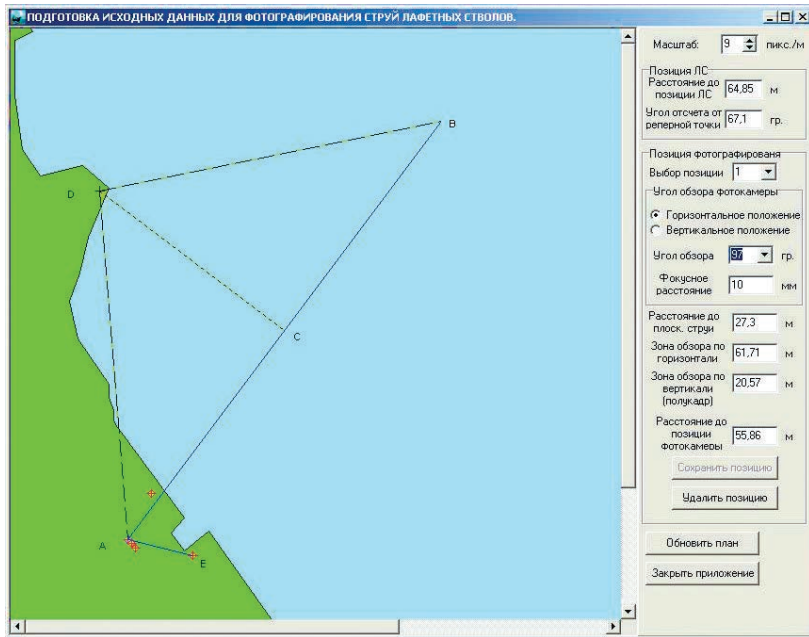 ПОДГОТОВКА ИСХОДНЫХ ДАННЫХ ДЛЯ ФОТОГРАФИРОВАНИЯ СТРУЙ ЛАФЕТНЫХ СТВОЛОВ.
Масштаб: 9 пикс./м
Позиция ЛС
Расстояние до
позиции ЛС 64,85 м
Угол отсчета от
реперной точки 67,1 гр.
Позиция фотографированя
Выбор позиции 1
Угол обзора фотокамеры
Горизонтальное положение
Вертикальное положение
Угол обзора 97 гр.
Фокусное
расстояние 10 мм
Расстояние до
плоск. струи 27,3 м
Зона обзора по
горизонтали 61,71 м
Зона обзора по
вертикали 20,57 м
(полукадр)
Расстояние до
позиции 55,86 м
фотокамеры
Сохранить позицию
Удалить позицию
Обновить план
Закрыть приложение
B
D
C
A
E